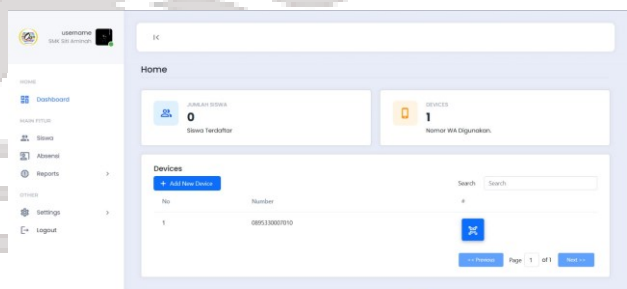 username
SMK Siti Aminah
HOME
Dashboard
MAIN FITUR
Siswa
Absensi
Reports
OTHER
Settings
Logout
Home
JUMLAH SISWA
0
Siswa Terdaftar
DEVICES
1
Nomor WA Digunakan.
Devices
+ Add New Device
Search Search
No Number #
1 0895330007010
<< Previous Page 1 of 1 Next >>